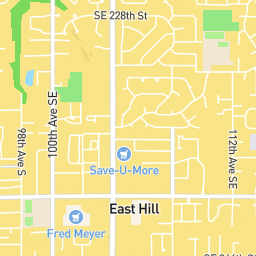 SE 228th St
100th Ave SE
98th Ave S
112th Ave SE
Save-U-More
East Hill
Fred Meyer